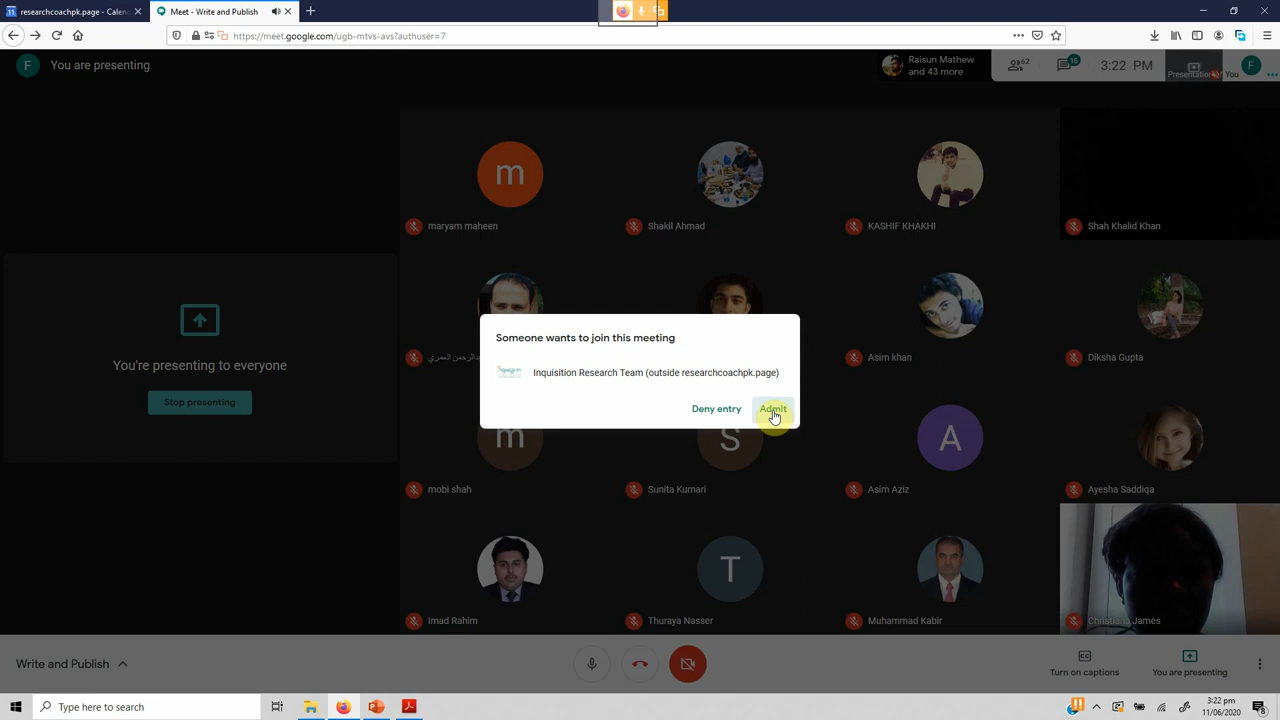 researchcoachpk.page - Calen
Meet - Write and Publish
https://meet.google.com/ugb-mtvs-avs?authuser=7
F
You are presenting
Raisun Mathew
and 43 more
62
15
3:22 PM
Presentation
You
F
m
maryam maheen
Shakil Ahmad
KASHIF KHAKHI
Shah Khalid Khan
You're presenting to everyone
Stop presenting
Someone wants to join this meeting
Inquisition Research Team (outside researchcoachpk.page)
Deny entry
Admit
Asim khan
Diksha Gupta
m
S
A
mobi shah
Sunita Kumari
Asim Aziz
Ayesha Saddiqa
T
Imad Rahim
Thuraya Nasser
Muhammad Kabir
Christiana James
Write and Publish
Turn on captions
You are presenting
Type here to search
3:22 pm
11/06/2020